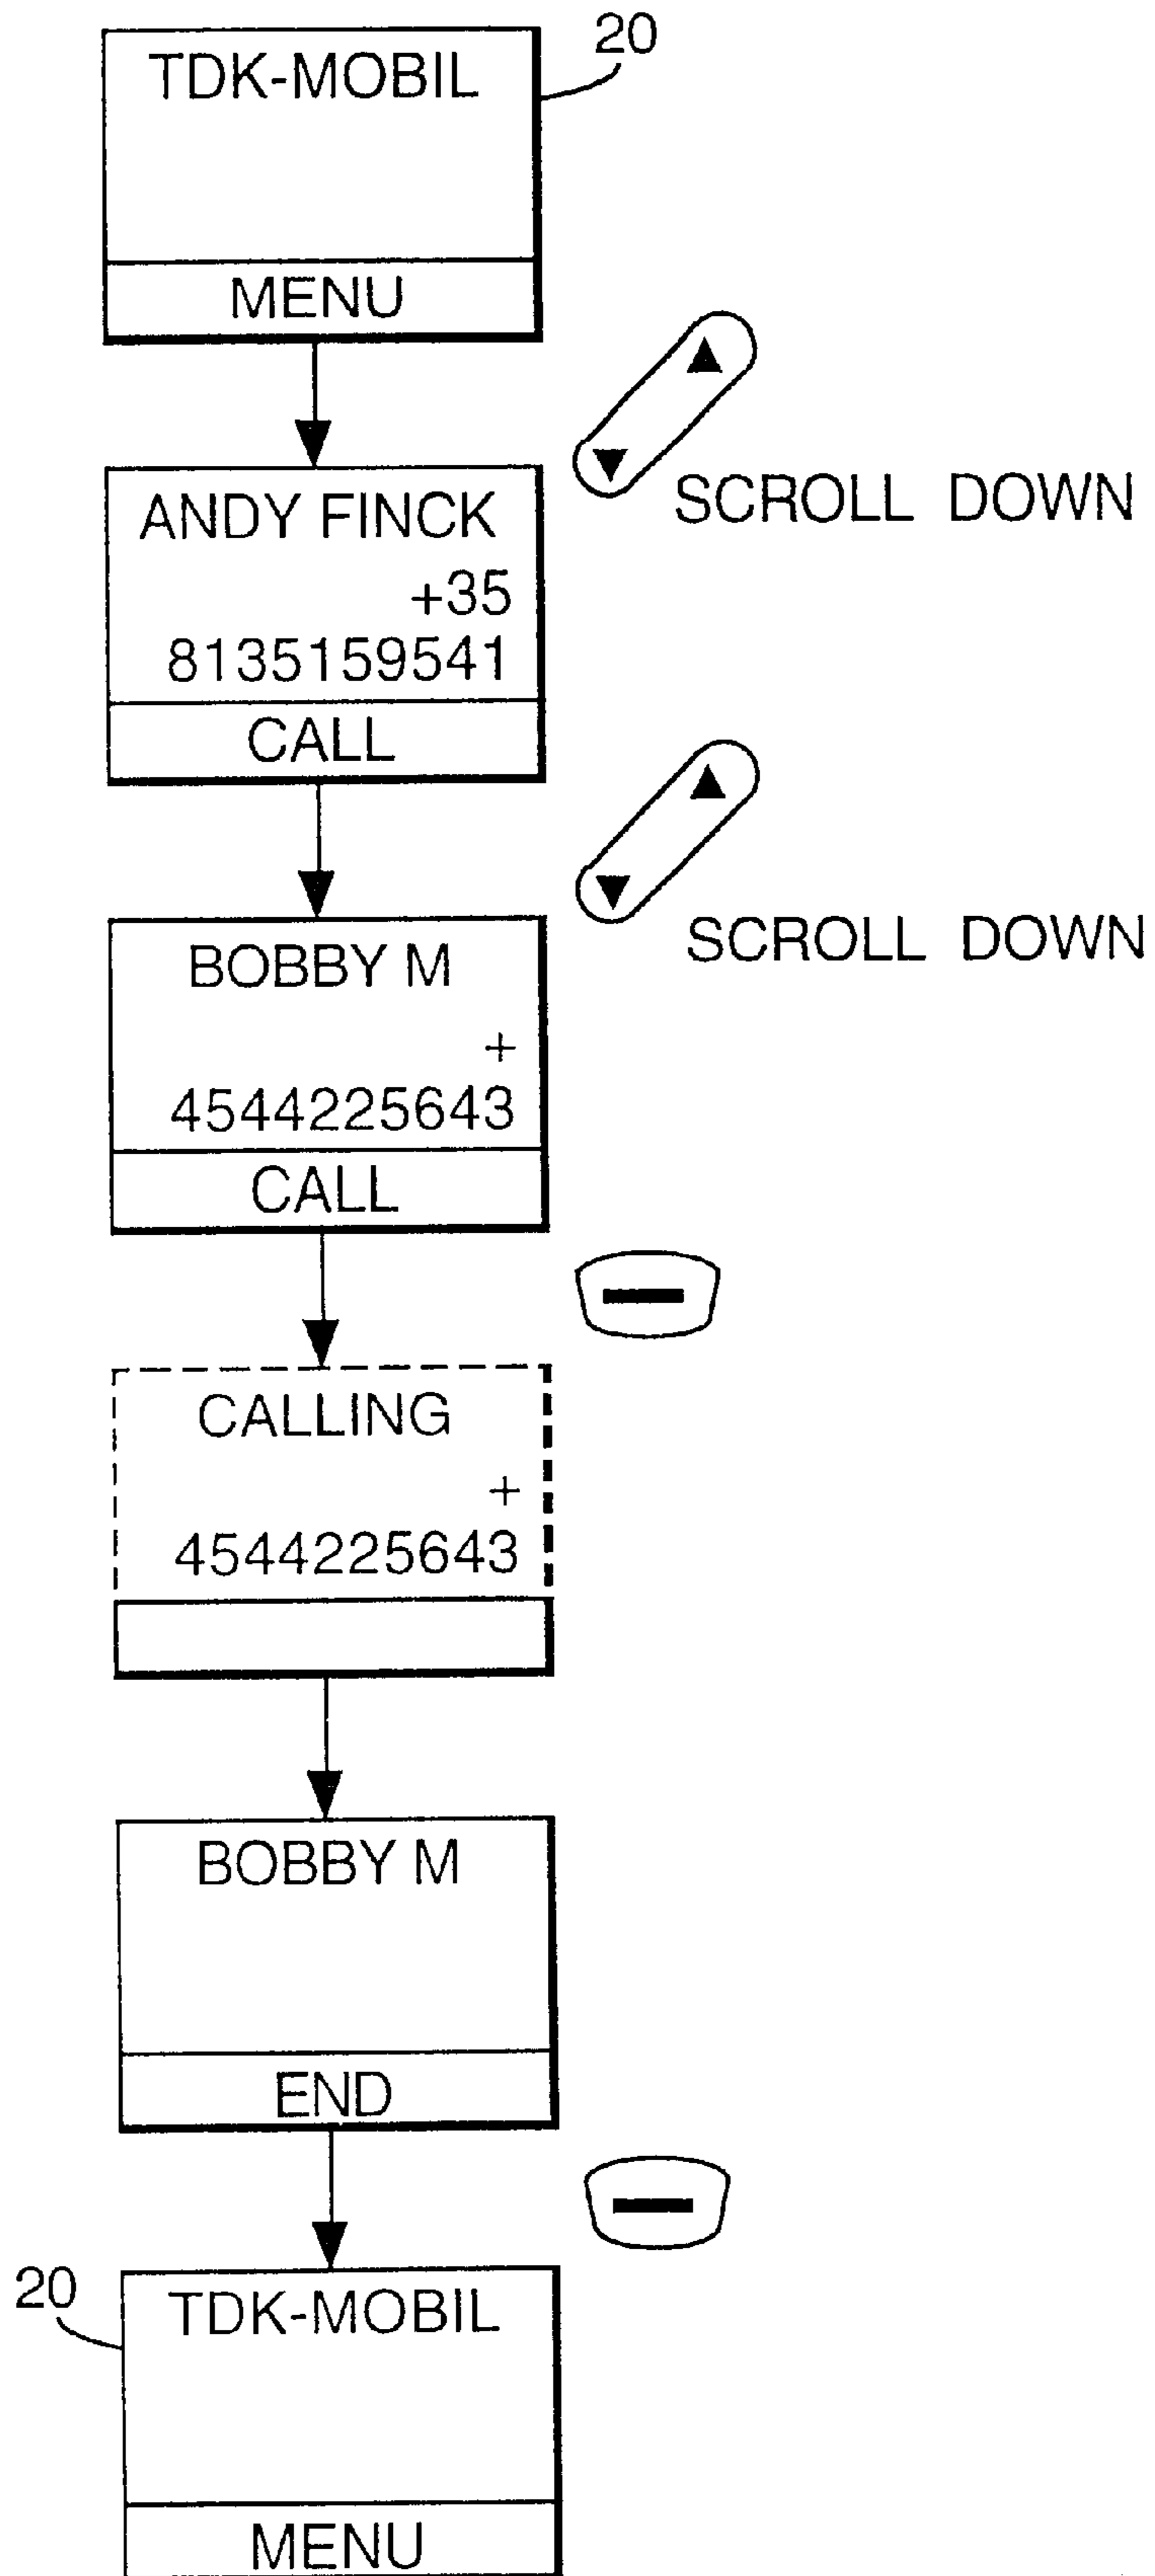 20
TDK-MOBIL
MENU
SCROLL DOWN
ANDY FINCK
+35
8135159541
CALL
SCROLL DOWN
BOBBY M
+
4544225643
CALL
CALLING
+
4544225643
BOBBY M
END
20
TDK-MOBIL
MENU